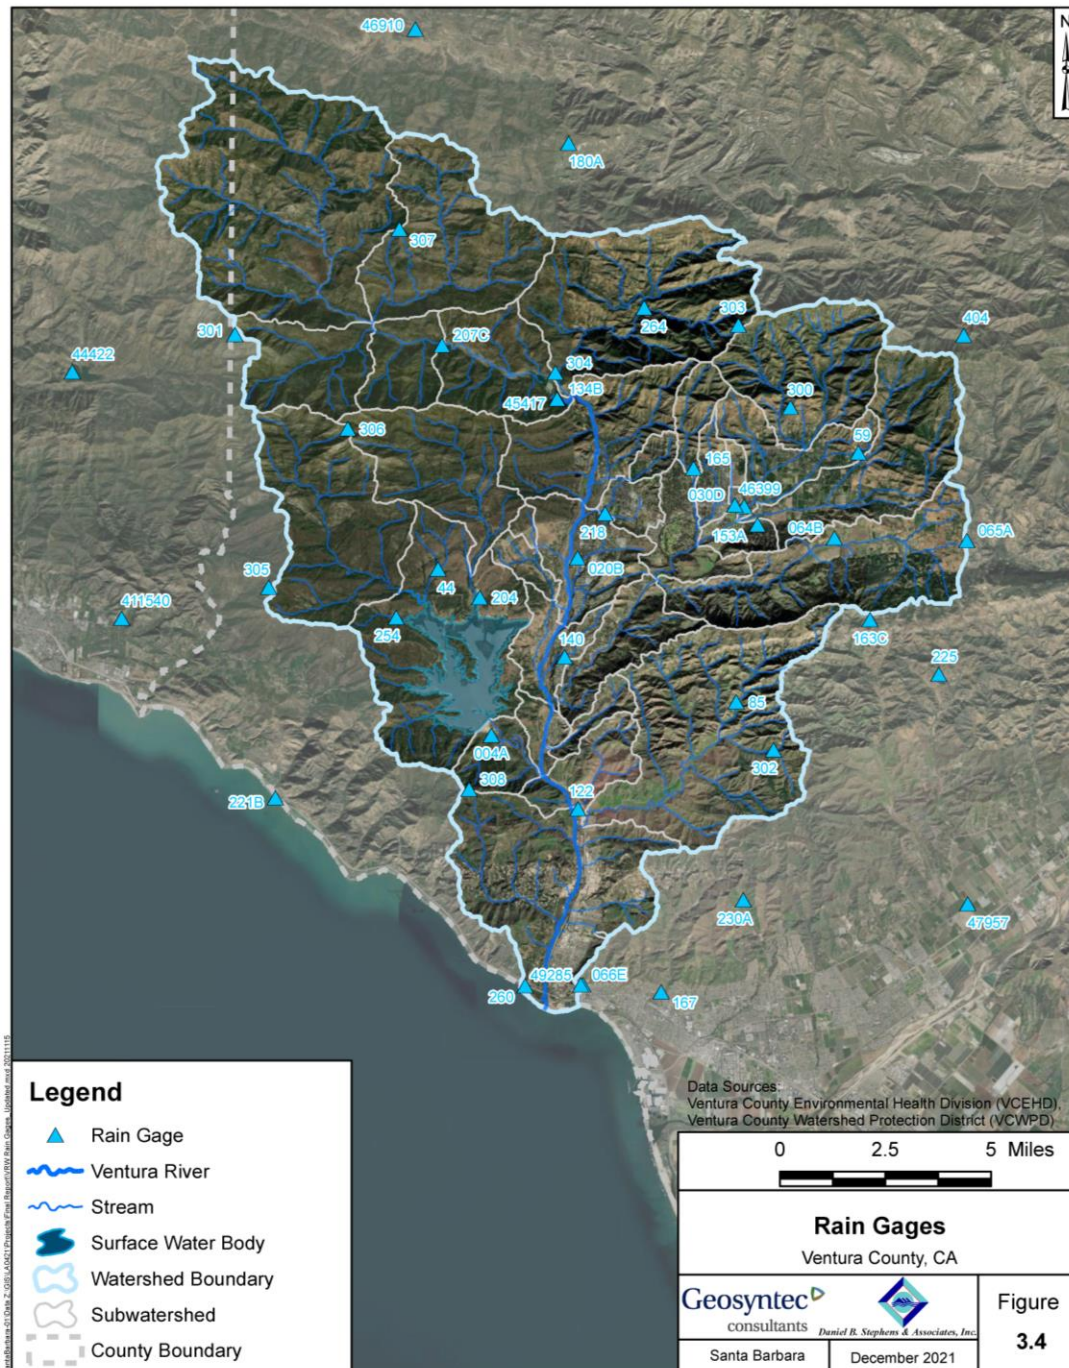 46910
N
180A
307
301
207C
264
303
404
44422
304
134B
45417
300
306
59
165
030D
46399
218
153A
064B
065A
020B
305
44
204
411540
254
163C
140
225
85
004A
302
308
122
221B
230A
47957
49285
066E
260
167
Data Sources:
Ventura County Environmental Health Division (VCEHD),
Ventura County Watershed Protection District (VCWPD)
Legend
Rain Gage
Ventura River
Stream
Surface Water Body
Watershed Boundary
Subwatershed
County Boundary
0 2.5 5 Miles
Rain Gages
Ventura County, CA
Geosyntec
consultants
Daniel B. Stephens & Associates, Inc.
Figure
3.4
Santa Barbara
December 2021